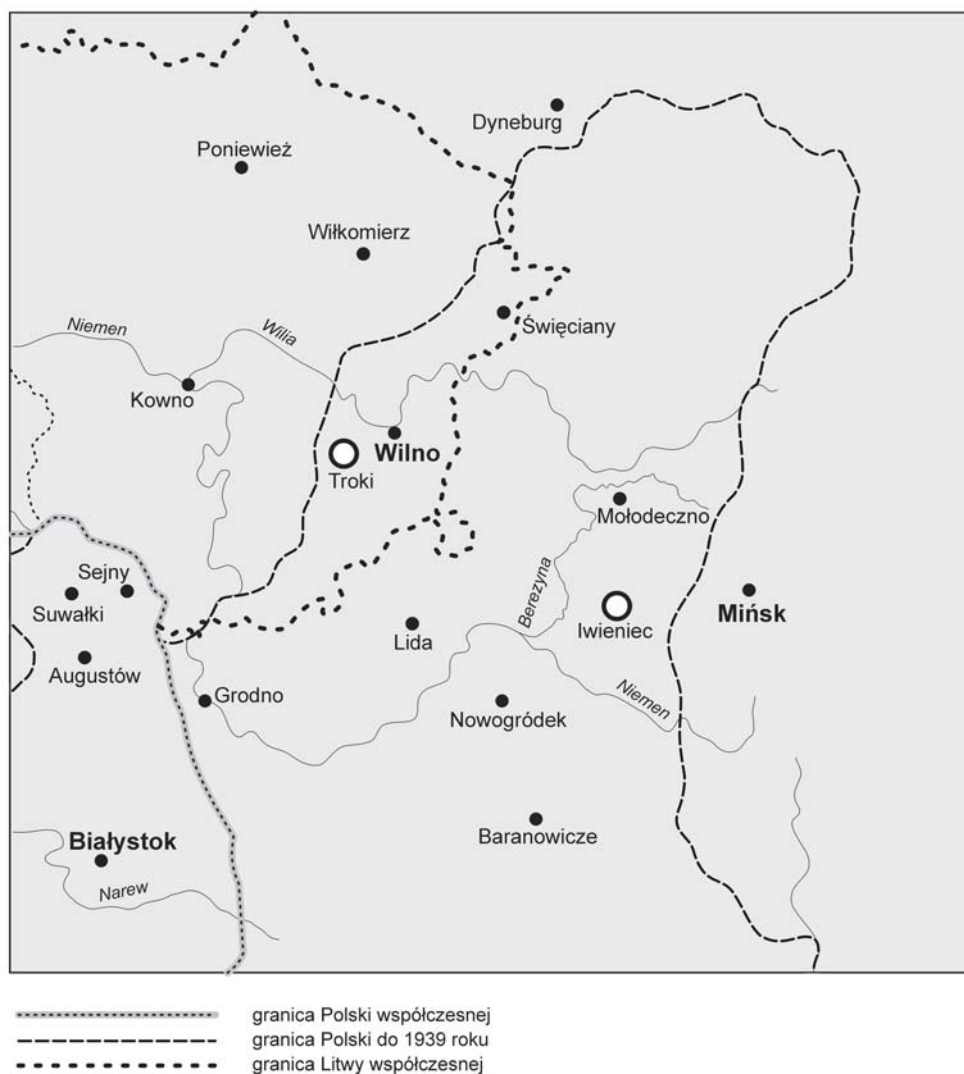 Dyneburg
Poniewież
Wiłkomierz
Święciany
Niemen
Wilia
Kowno
Wilno
Troki
Mołodeczno
Sejny
Suwałki
Berezyna
Iwieniec
Mińsk
Lida
Augustów
Grodno
Nowogródek
Niemen
Baranowicze
Białystok
Narew
granica Polski współczesnej
granica Polski do 1939 roku
granica Litwy współczesnej